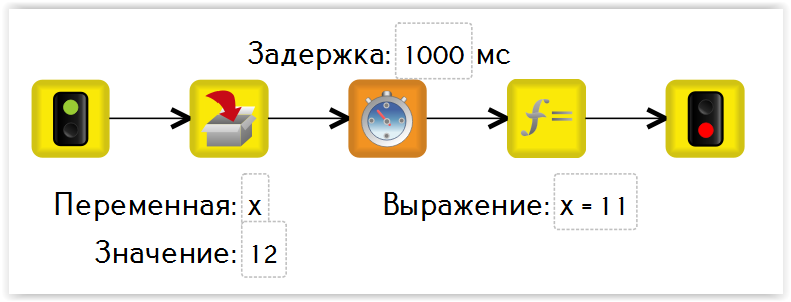 Задержка: 1000 мс
f=
Переменная: x
Выражение: x = 11
Значение: 12